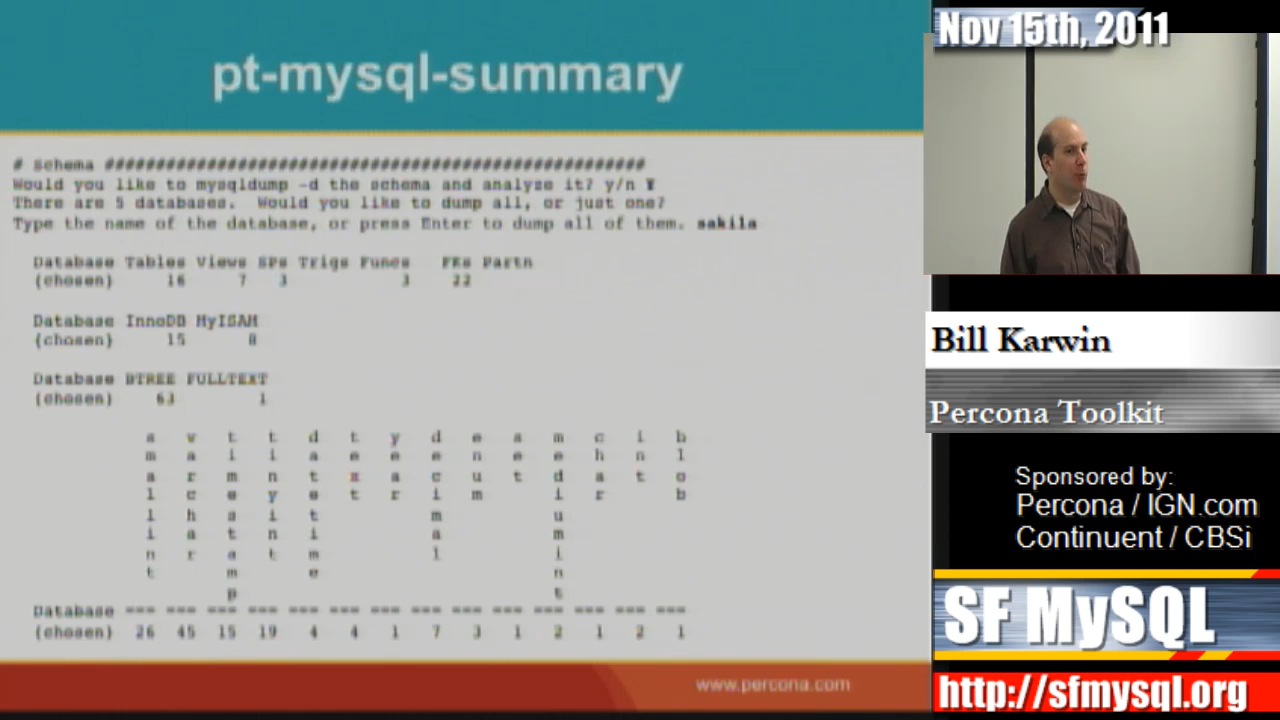 pt-mysql-summary
# Schema #####################################################
Would you like to mysqldump -d the schema and analyze it? y/n Y
There are 5 databases.  Would you like to dump all, or just one?
Type the name of the database, or press Enter to dump all of them. sakila
Database Tables Views SPs Trigs Funcs   FKs Partn
(chosen)     16     7   3           3    22
Database InnoDB MyISAM
(chosen)     15      8
Database BTREE FULLTEXT
(chosen)    63        1
s v t t d t y d e s m c i b
m a i i a e e e n e e h n l
a r m n t x a c u t d a t o
l c e y e t r i m i r b
l h s i t m u
i a t n i a m
n r a t m l i
t m e n
p t
Database --- --- --- --- --- --- --- --- --- --- --- --- --- ---
(chosen) 26 45 15 19 4 4 1 7 3 1 2 1 2 1
www.percona.com
Nov 15th, 2011
Bill Karwin
Percona Toolkit
Sponsored by:
Percona / IGN.com
Continuent / CBSi
SF MySQL
http://sfmysql.org